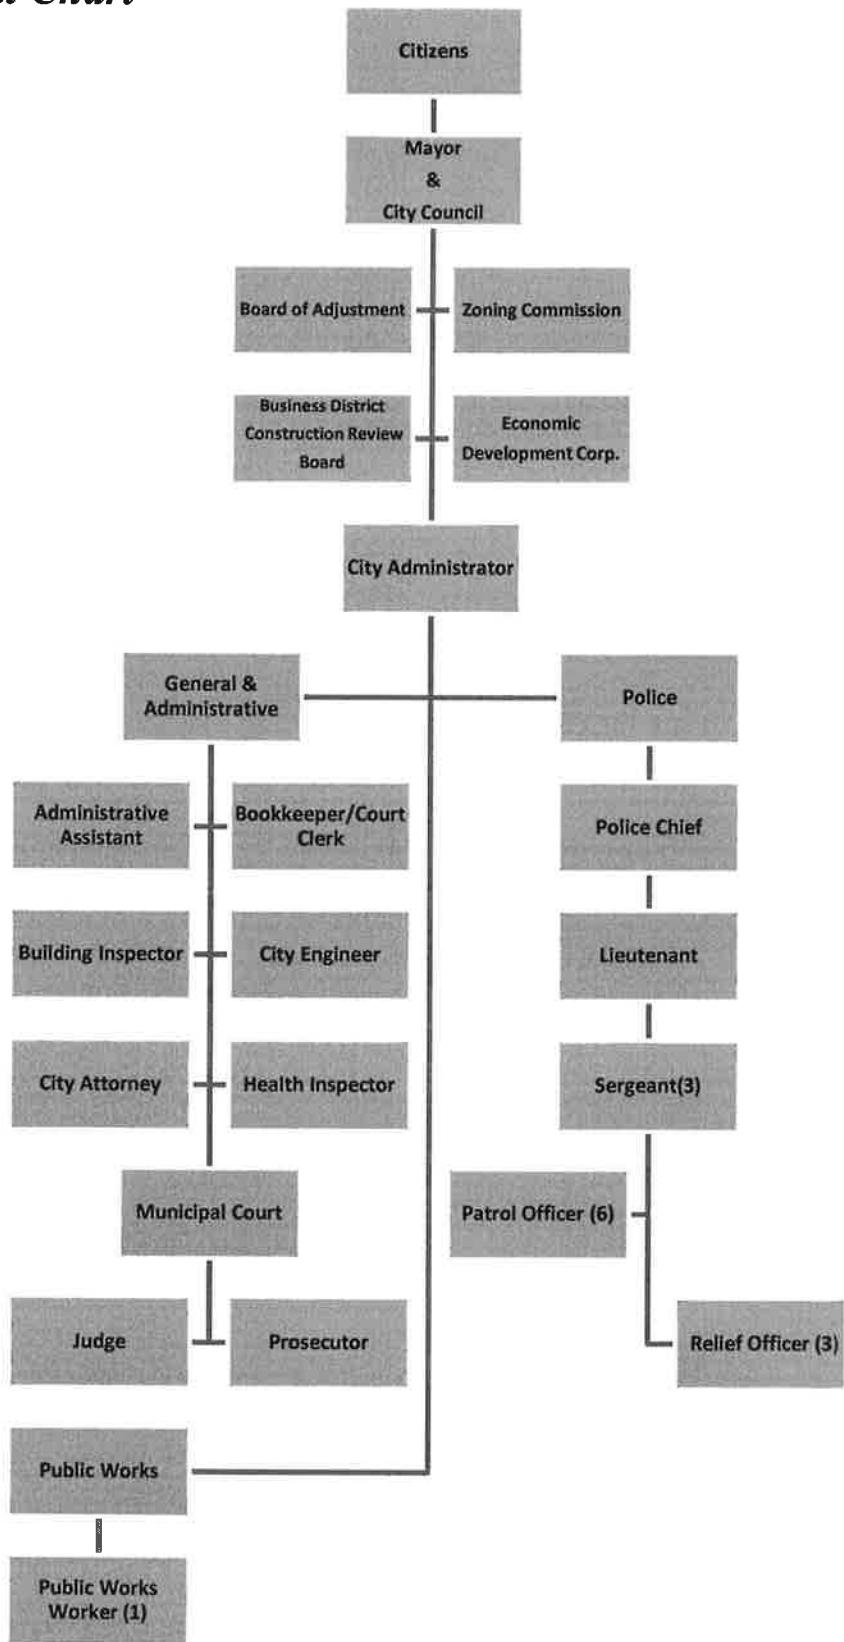 Chart
Citizens
Mayor
&
City Council
Board of Adjustment
Zoning Commission
Business District
Construction Review
Board
Economic
Development Corp.
City Administrator
General &
Administrative
Police
Administrative
Assistant
Bookkeeper/Court
Clerk
Police Chief
Building Inspector
City Engineer
Lieutenant
City Attorney
Health Inspector
Sergeant(3)
Municipal Court
Patrol Officer (6)
Judge
Prosecutor
Relief Officer (3)
Public Works
Public Works
Worker (1)